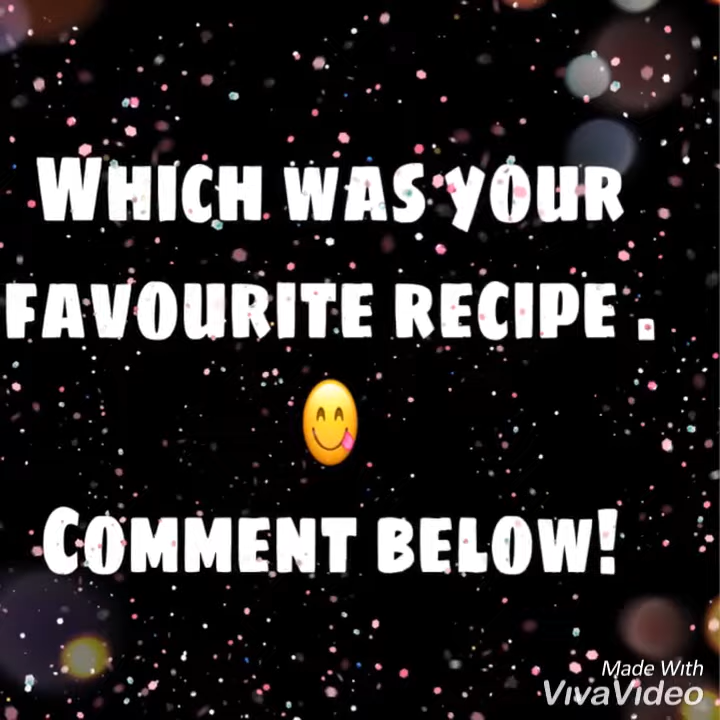 Which was your
favourite recipe .
😋
Comment below!
Made With
VivaVideo